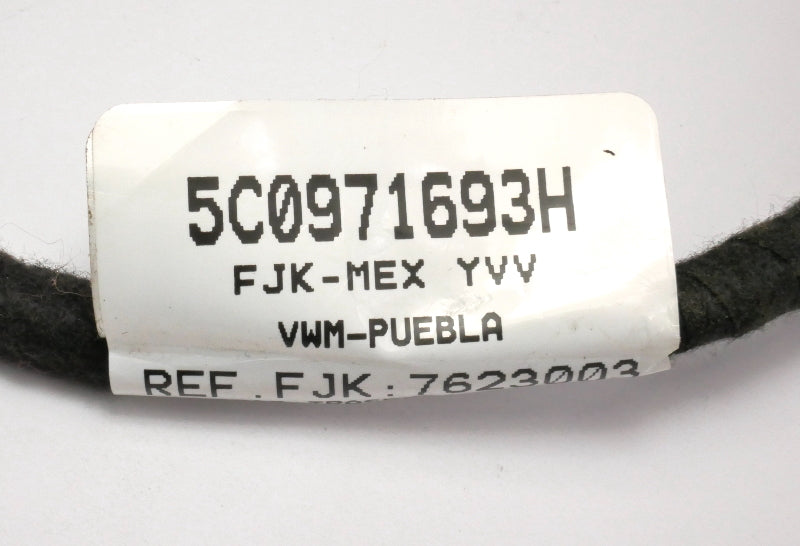 5C0971693H
FJK-MEX YVV
VWM-PUEBLA
REF.FJK:7623003